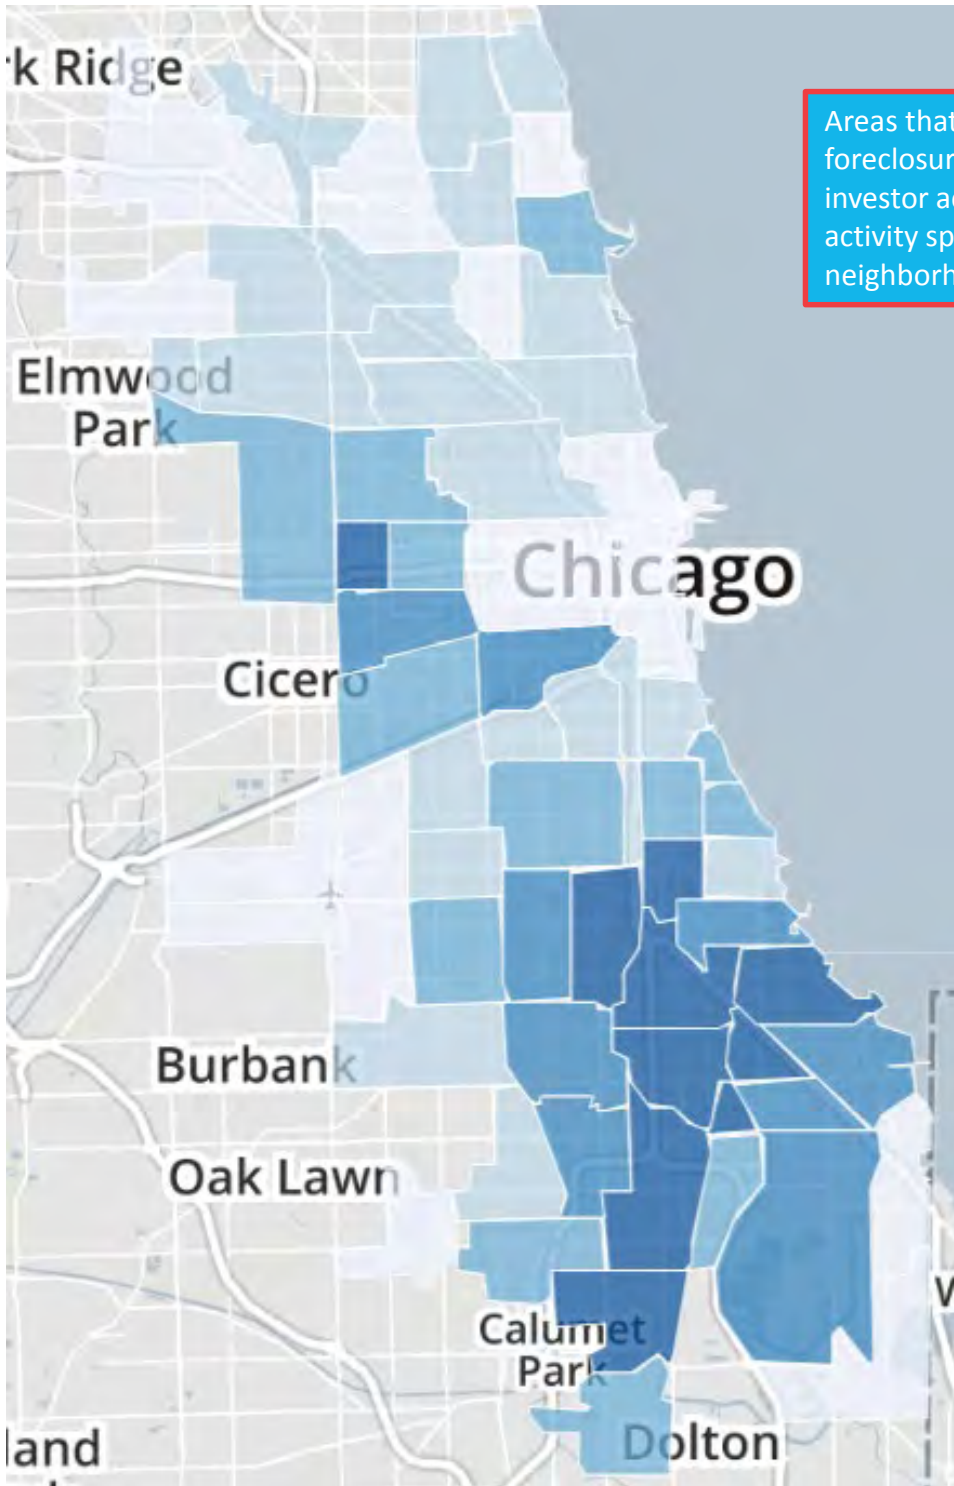 k Ridge
Areas that
foreclosur
investor a
activity sp
neighborh
Elmwood
Park
Chicago
Cicero
Burbank
Oak Lawn
Calumet
Park
Dolton
land